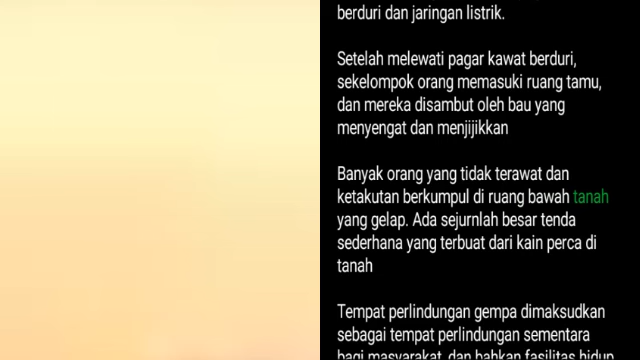 berduri dan jaringan listrik.
Setelah melewati pagar kawat berduri,
sekelompok orang memasuki ruang tamu,
dan mereka disambut oleh bau yang
menyengat dan menjijikkan
Banyak orang yang tidak terawat dan
ketakutan berkumpul di ruang bawah tanah
yang gelap. Ada sejurnlah besar tenda
sederhana yang terbuat dari kain perca di
tanah
Tempat perlindungan gempa dimaksudkan
sebagai tempat perlindungan sementara
bagi masyarakat, dan bahkan fasilitas hidup